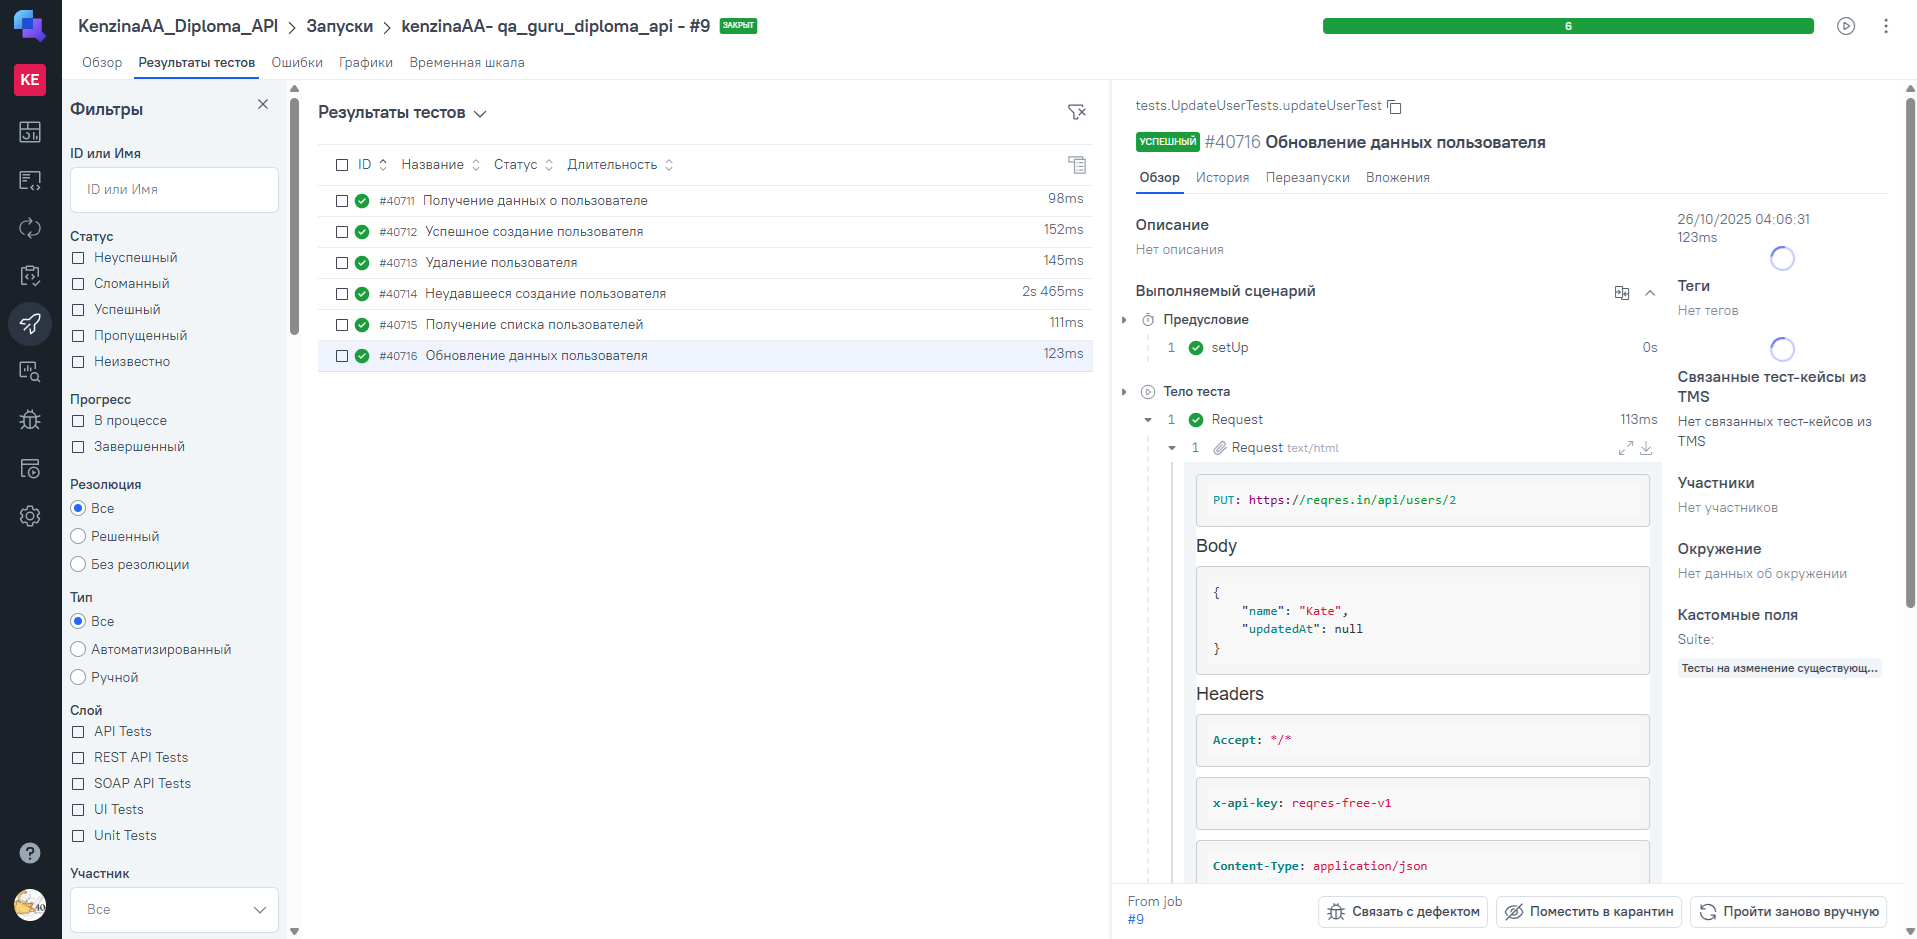 KenzinaAA_Diploma_API > Запуски > kenzinaAA- qa_guru_diploma_api - #9 ЗАКРЫТ
6
KE
Обзор Результаты тестов Ошибки Графики Временная шкала
Фильтры
ID или Имя
ID или Имя
Статус
Неуспешный
Сломанный
Успешный
Пропущенный
Неизвестно
Прогресс
В процессе
Завершенный
Резолюция
Все
Решенный
Без резолюции
Тип
Все
Автоматизированный
Ручной
Слой
API Tests
REST API Tests
SOAP API Tests
UI Tests
Unit Tests
Участник
Все
Результаты тестов
ID Название Статус Длительность
#40711 Получение данных о пользователе 98ms
#40712 Успешное создание пользователя 152ms
#40713 Удаление пользователя 145ms
#40714 Неудавшееся создание пользователя 2s 465ms
#40715 Получение списка пользователей 111ms
#40716 Обновление данных пользователя 123ms
tests.UpdateUserTests.updateUserTest
УСПЕШНЫЙ #40716 Обновление данных пользователя
Обзор История Перезапуски Вложения
Описание
Нет описания
Выполняемый сценарий
Предусловие
1 setUp 0s
Тело теста
1 Request 113ms
1 Request text/html
PUT: https://reqres.in/api/users/2
Body
{
"name": "Kate",
"updatedAt": null
}
Headers
Accept: */*
x-api-key: reqres-free-v1
Content-Type: application/json
26/10/2025 04:06:31
123ms
Теги
Нет тегов
Связанные тест-кейсы из
TMS
Нет связанных тест-кейсов из
TMS
Участники
Нет участников
Окружение
Нет данных об окружении
Кастомные поля
Suite:
Тесты на изменение существующ...
From job
#9
Связать с дефектом Поместить в карантин Пройти заново вручную